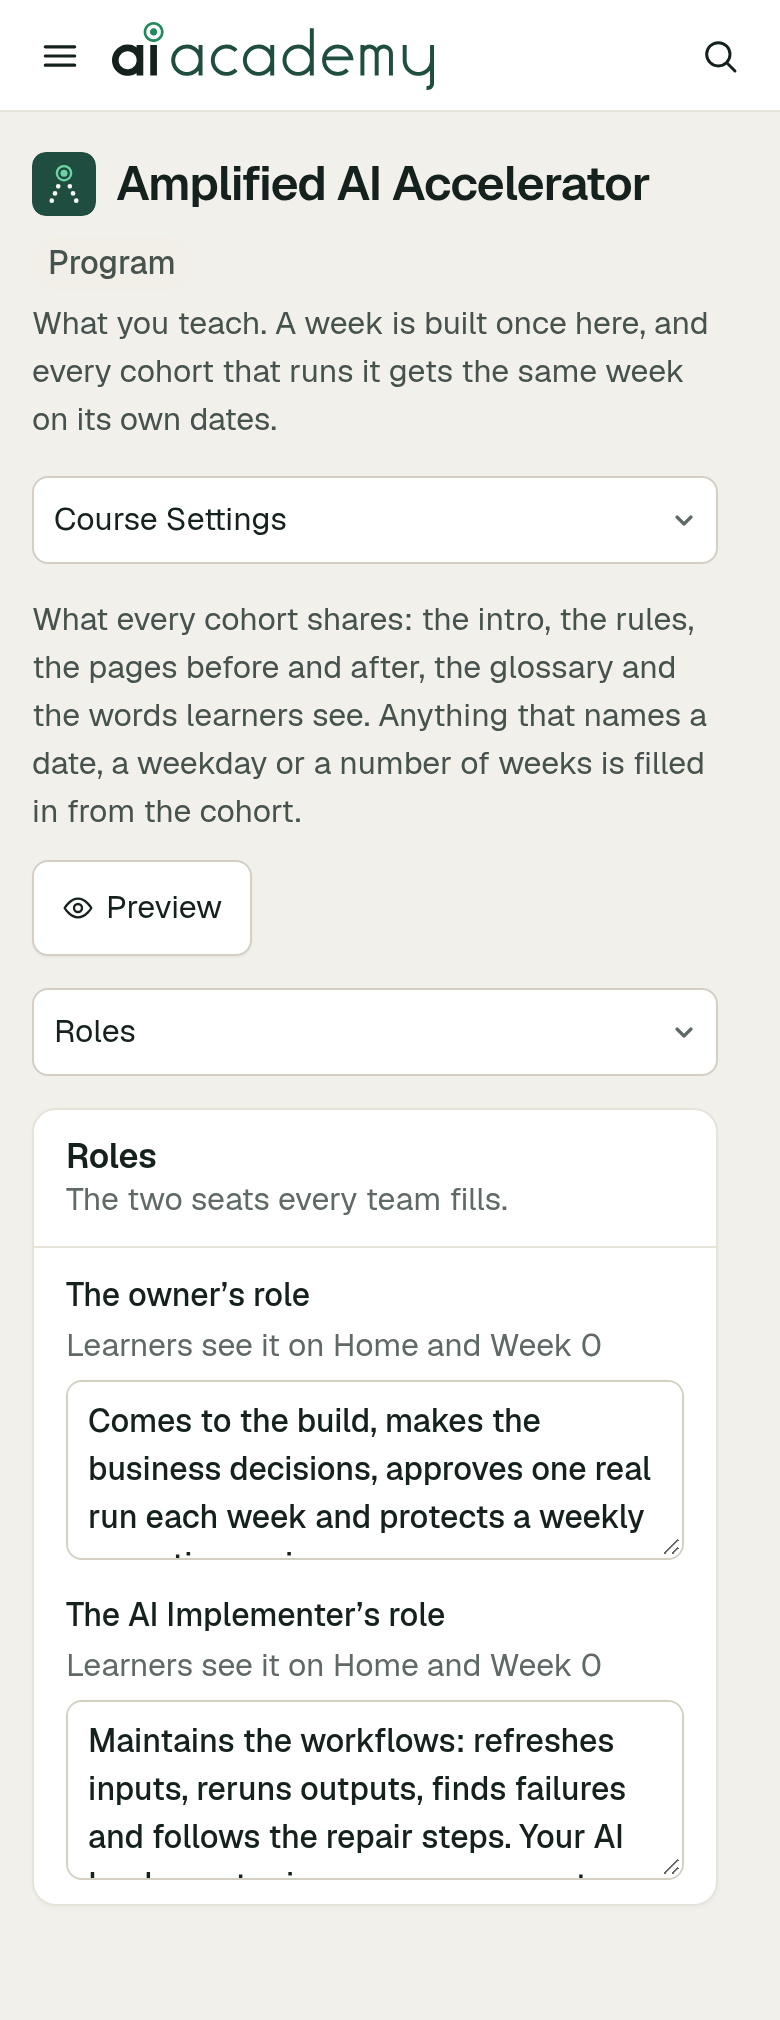 ai academy
Amplified AI Accelerator
Program
What you teach. A week is built once here, and
every cohort that runs it gets the same week
on its own dates.
Course Settings
What every cohort shares: the intro, the rules,
the pages before and after, the glossary and
the words learners see. Anything that names a
date, a weekday or a number of weeks is filled
in from the cohort.
Preview
Roles
Roles
The two seats every team fills.
The owner’s role
Learners see it on Home and Week 0
Comes to the build, makes the
business decisions, approves one real
run each week and protects a weekly
The AI Implementer’s role
Learners see it on Home and Week 0
Maintains the workflows: refreshes
inputs, reruns outputs, finds failures
and follows the repair steps. Your AI